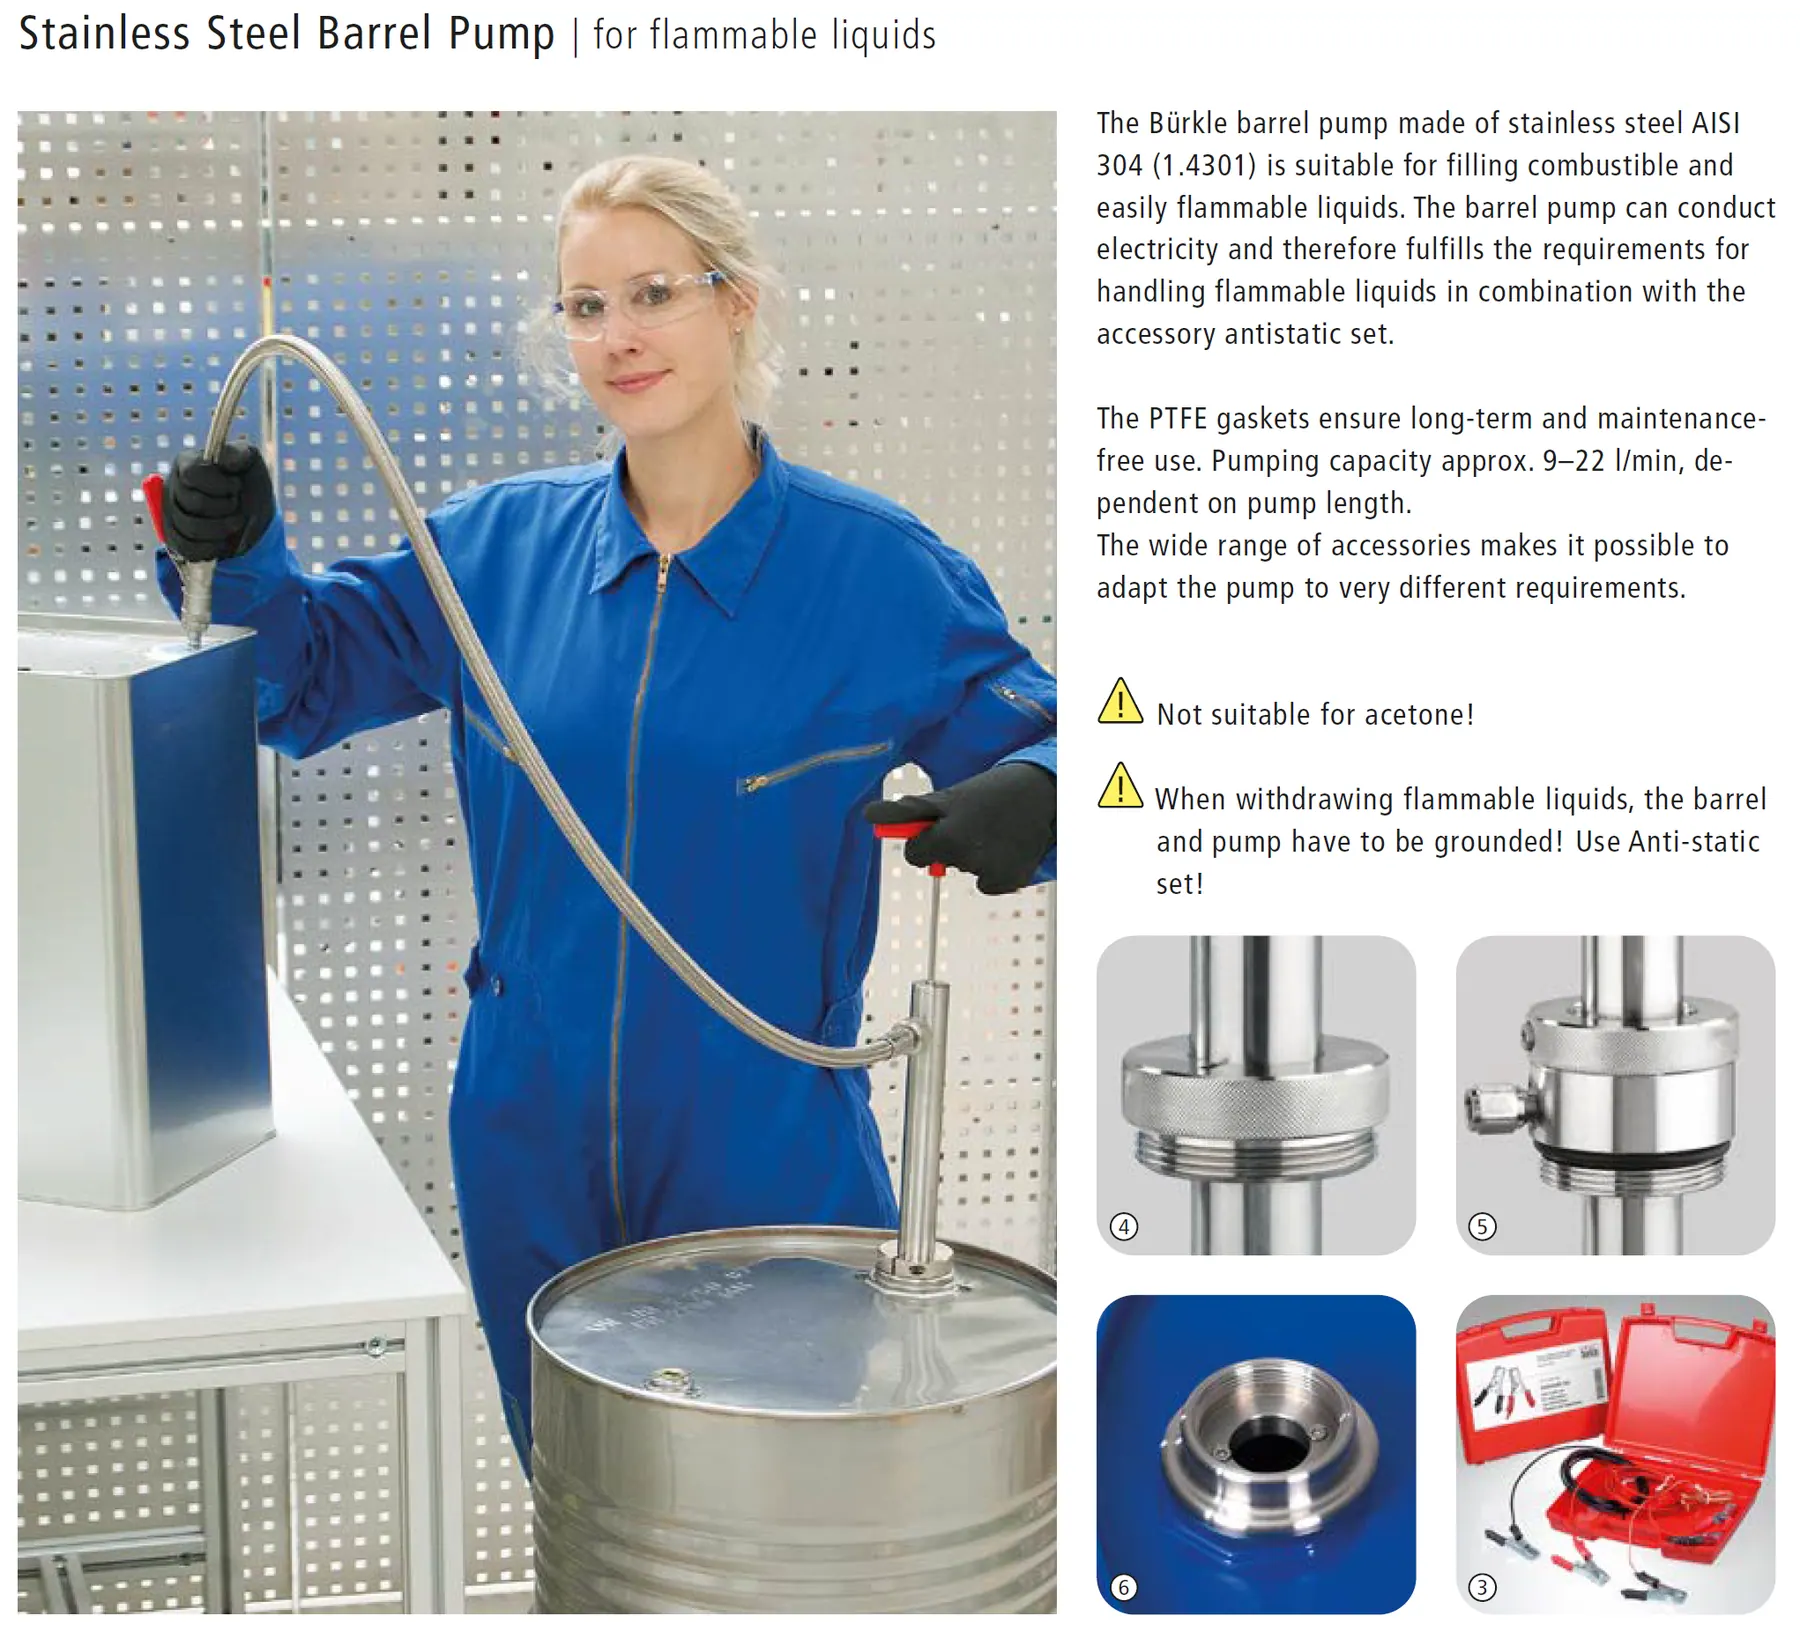 Stainless Steel Barrel Pump | for flammable liquids
The Bürkle barrel pump made of stainless steel AISI
304 (1.4301) is suitable for filling combustible and
easily flammable liquids. The barrel pump can conduct
electricity and therefore fulfills the requirements for
handling flammable liquids in combination with the
accessory antistatic set.
The PTFE gaskets ensure long-term and maintenance-
free use. Pumping capacity approx. 9–22 l/min, de-
pendent on pump length.
The wide range of accessories makes it possible to
adapt the pump to very different requirements.
Not suitable for acetone!
When withdrawing flammable liquids, the barrel
and pump have to be grounded! Use Anti-static
set!
4
5
6
3